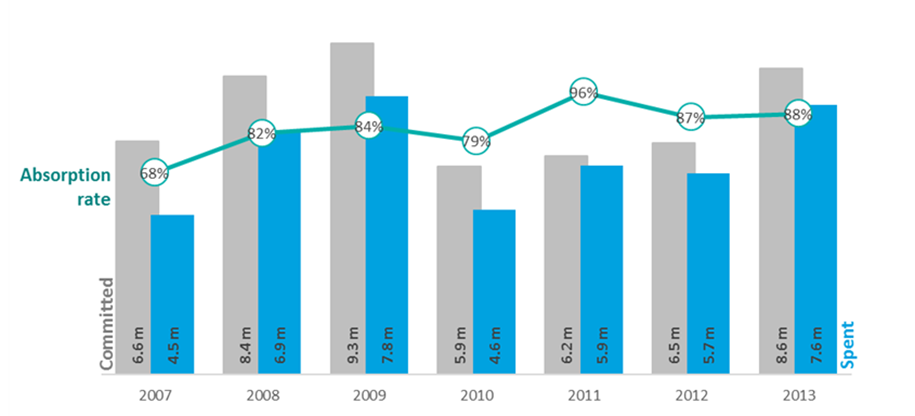 96%
87%
88%
84%
82%
79%
68%
Absorption
rate
Committed
6.6 m
4.5 m
8.4 m
6.9 m
9.3 m
7.8 m
5.9 m
4.6 m
6.2 m
5.9 m
6.5 m
5.7 m
8.6 m
7.6 m
Spent
2007
2008
2009
2010
2011
2012
2013